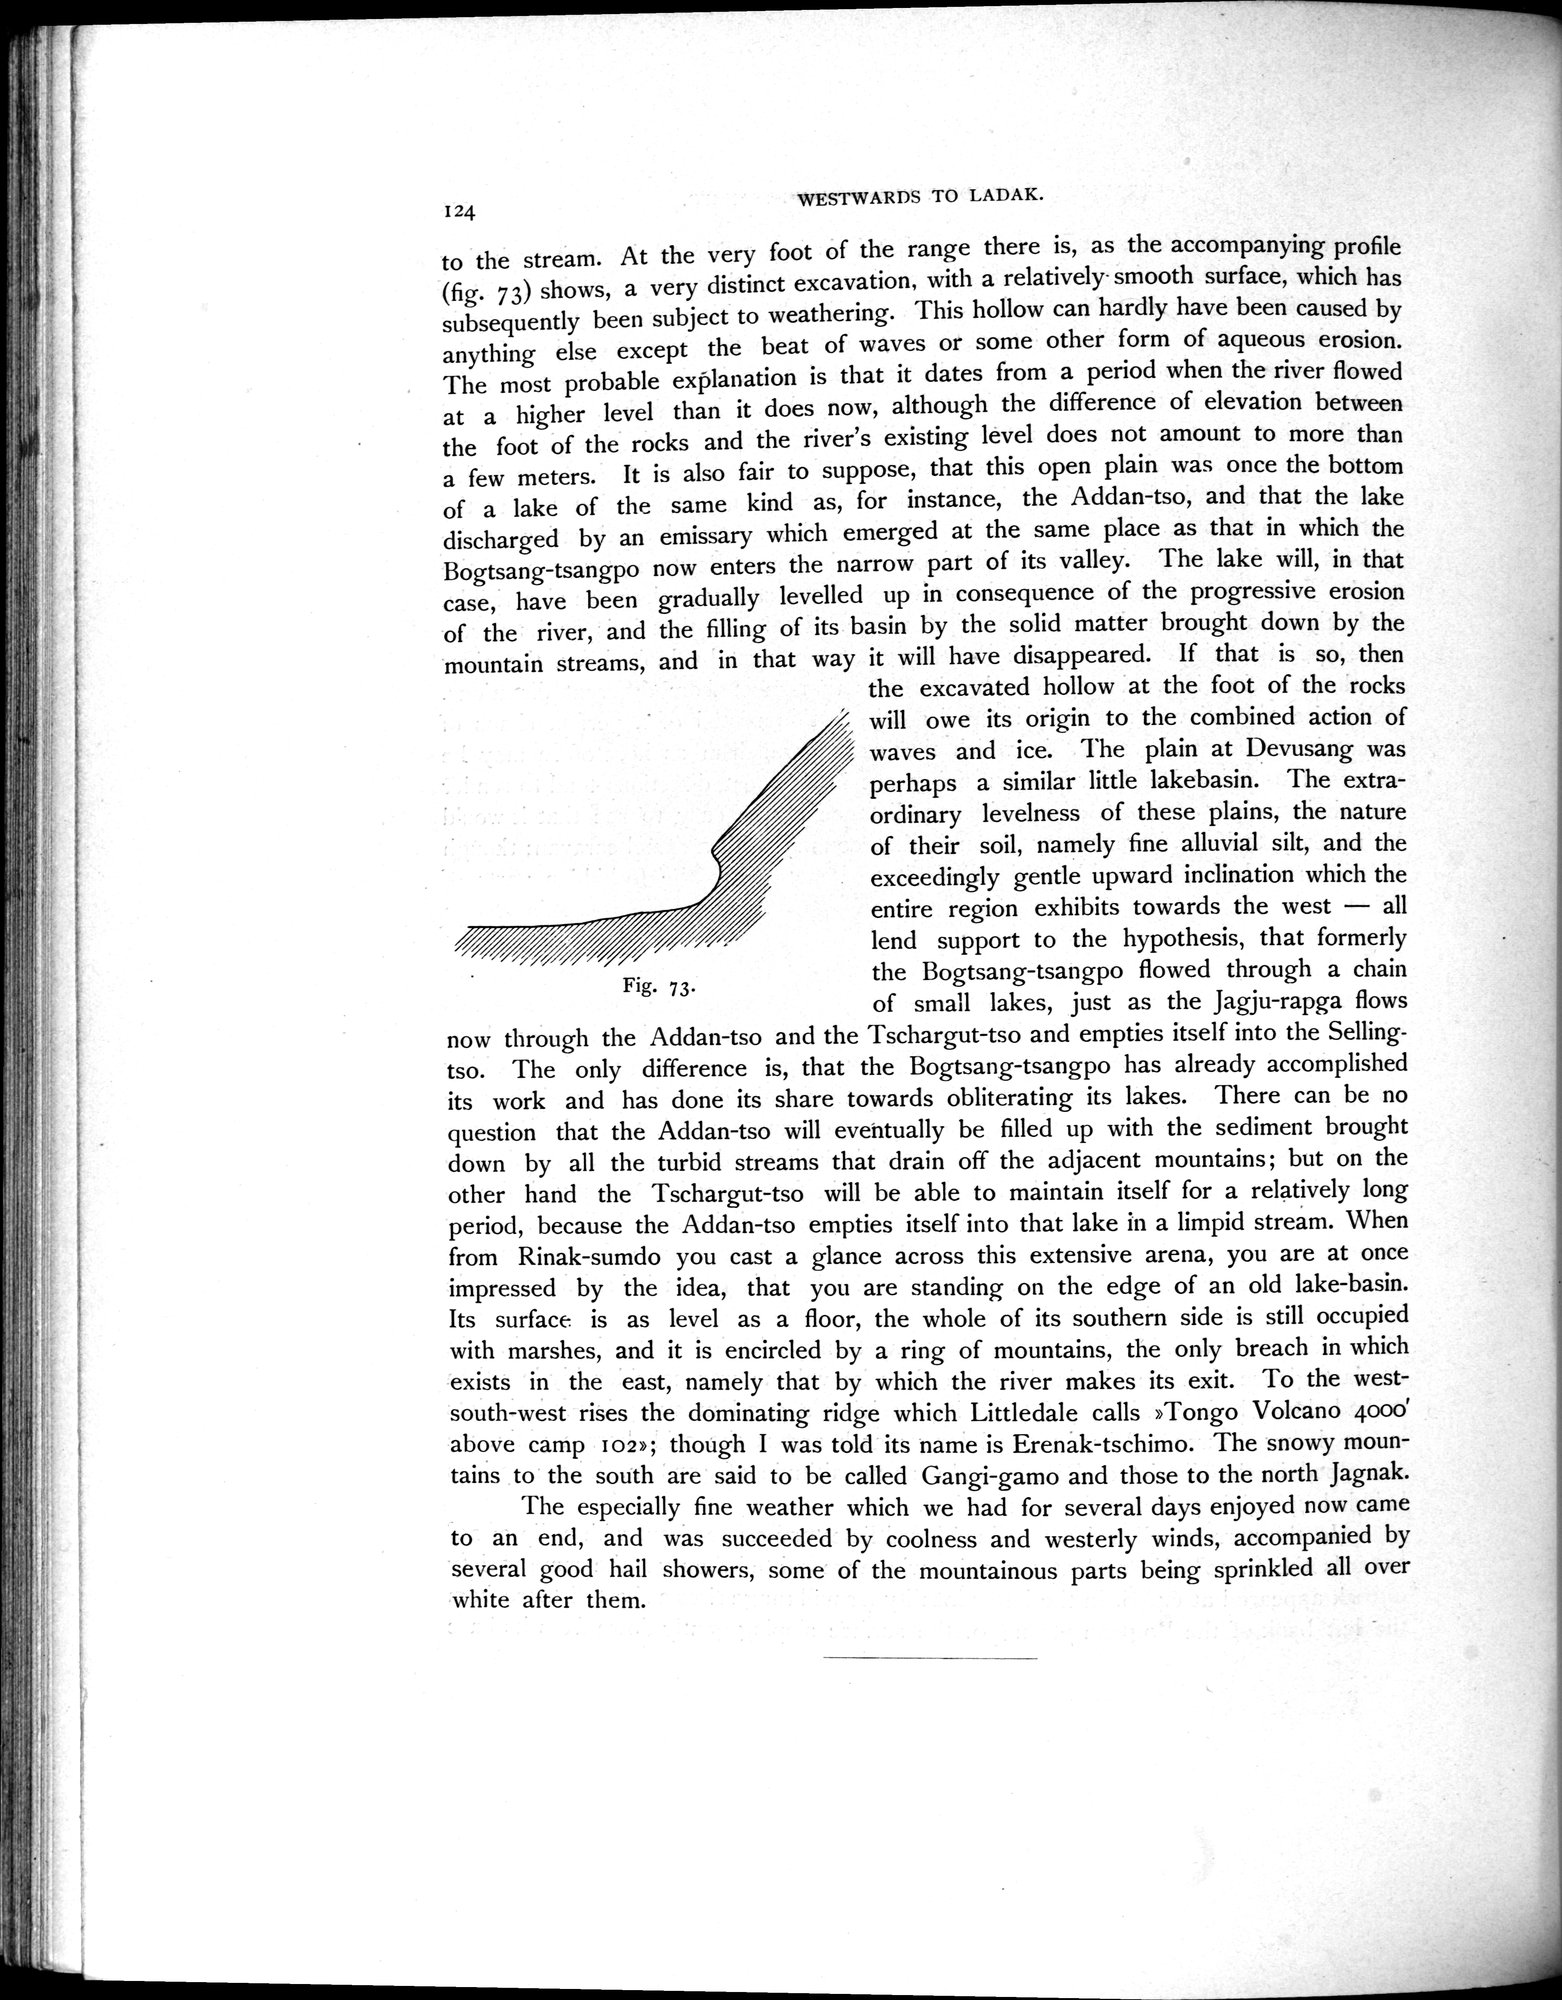 124
WESTWARDS TO LADAK.
to the stream. At the very foot of the range there is, as the accompanying profile
(fig. 73) shows, a very distinct excavation, with a relatively smooth surface, which has
subsequently been subject to weathering. This hollow can hardly have been caused by
anything else except the beat of waves or some other form of aqueous erosion.
The most probable explanation is that it dates from a period when the river flowed
at a higher level than it does now, although the difference of elevation between
the foot of the rocks and the river's existing level does not amount to more than
a few meters. It is also fair to suppose, that this open plain was once the bottom
of a lake of the same kind as, for instance, the Addan-tso, and that the lake
discharged by an emissary which emerged at the same place as that in which the
Bogtsang-tsangpo now enters the narrow part of its valley. The lake will, in that
case, have been gradually levelled up in consequence of the progressive erosion
of the river, and the filling of its basin by the solid matter brought down by the
mountain streams, and in that way it will have disappeared. If that is so, then
the excavated hollow at the foot of the rocks
will owe its origin to the combined action of
waves and ice. The plain at Devusang was
perhaps a similar little lakebasin. The extra-
ordinary levelness of these plains, the nature
of their soil, namely fine alluvial silt, and the
exceedingly gentle upward inclination which the
entire region exhibits towards the west — all
lend support to the hypothesis, that formerly
the Bogtsang-tsangpo flowed through a chain
of small lakes, just as the Jagju-rapga flows
Fig. 73.
now through the Addan-tso and the Tschargut-tso and empties itself into the Selling-
tso. The only difference is, that the Bogtsang-tsangpo has already accomplished
its work and has done its share towards obliterating its lakes. There can be no
question that the Addan-tso will eventually be filled up with the sediment brought
down by all the turbid streams that drain off the adjacent mountains; but on the
other hand the Tschargut-tso will be able to maintain itself for a relatively long
period, because the Addan-tso empties itself into that lake in a limpid stream. When
from Rinak-sumdo you cast a glance across this extensive arena, you are at once
impressed by the idea, that you are standing on the edge of an old lake-basin.
Its surface is as level as a floor, the whole of its southern side is still occupied
with marshes, and it is encircled by a ring of mountains, the only breach in which
exists in the east, namely that by which the river makes its exit. To the west-
south-west rises the dominating ridge which Littledale calls »Tongo Volcano 4000'
above camp 102»; though I was told its name is Erenak-tschimo. The snowy moun-
tains to the south are said to be called Gangi-gamo and those to the north Jagnak.
The especially fine weather which we had for several days enjoyed now came
to an end, and was succeeded by coolness and westerly winds, accompanied by
several good hail showers, some of the mountainous parts being sprinkled all over
white after them.